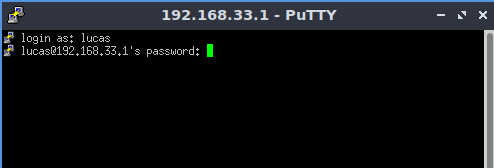 192.168.33.1 - PuTTY
login as: lucas
lucas@192.168.33.1's password: